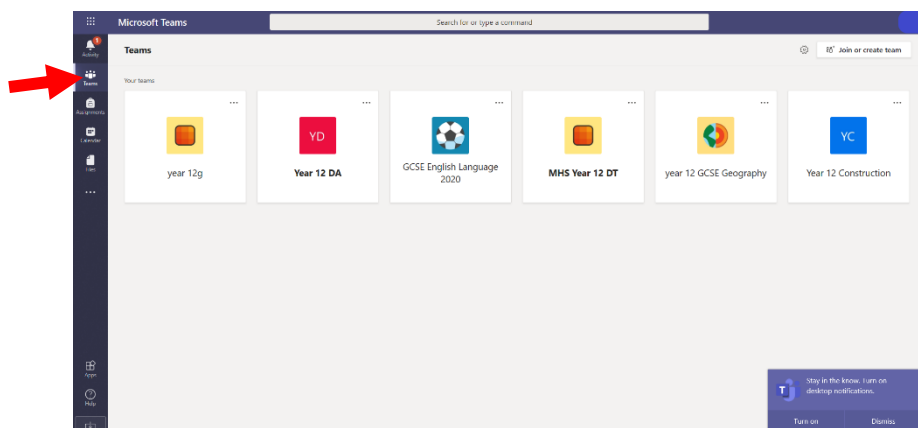 Microsoft Teams
Search for or type a command
1
Activity
Teams
Join or create team
Teams
Your teams
Assignments
Calendar
Files
...
YD
YC
year 12g
Year 12 DA
GCSE English Language
2020
MHS Year 12 DT
year 12 GCSE Geography
Year 12 Construction
Apps
Help
T
Stay in the know. Turn on
desktop notifications.
Turn on
Dismiss